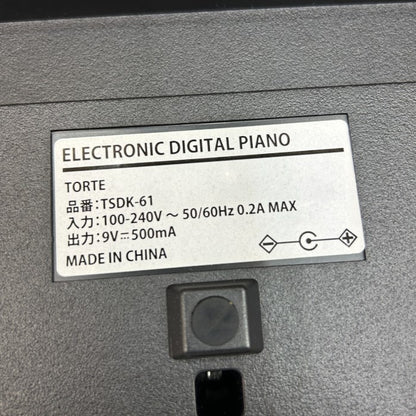 ELECTRONIC DIGITAL PIANO
TORTE
品番:TSDK-61
入力:100-240V ～ 50/60Hz 0.2A MAX
出力:9V⎓500mA
MADE IN CHINA